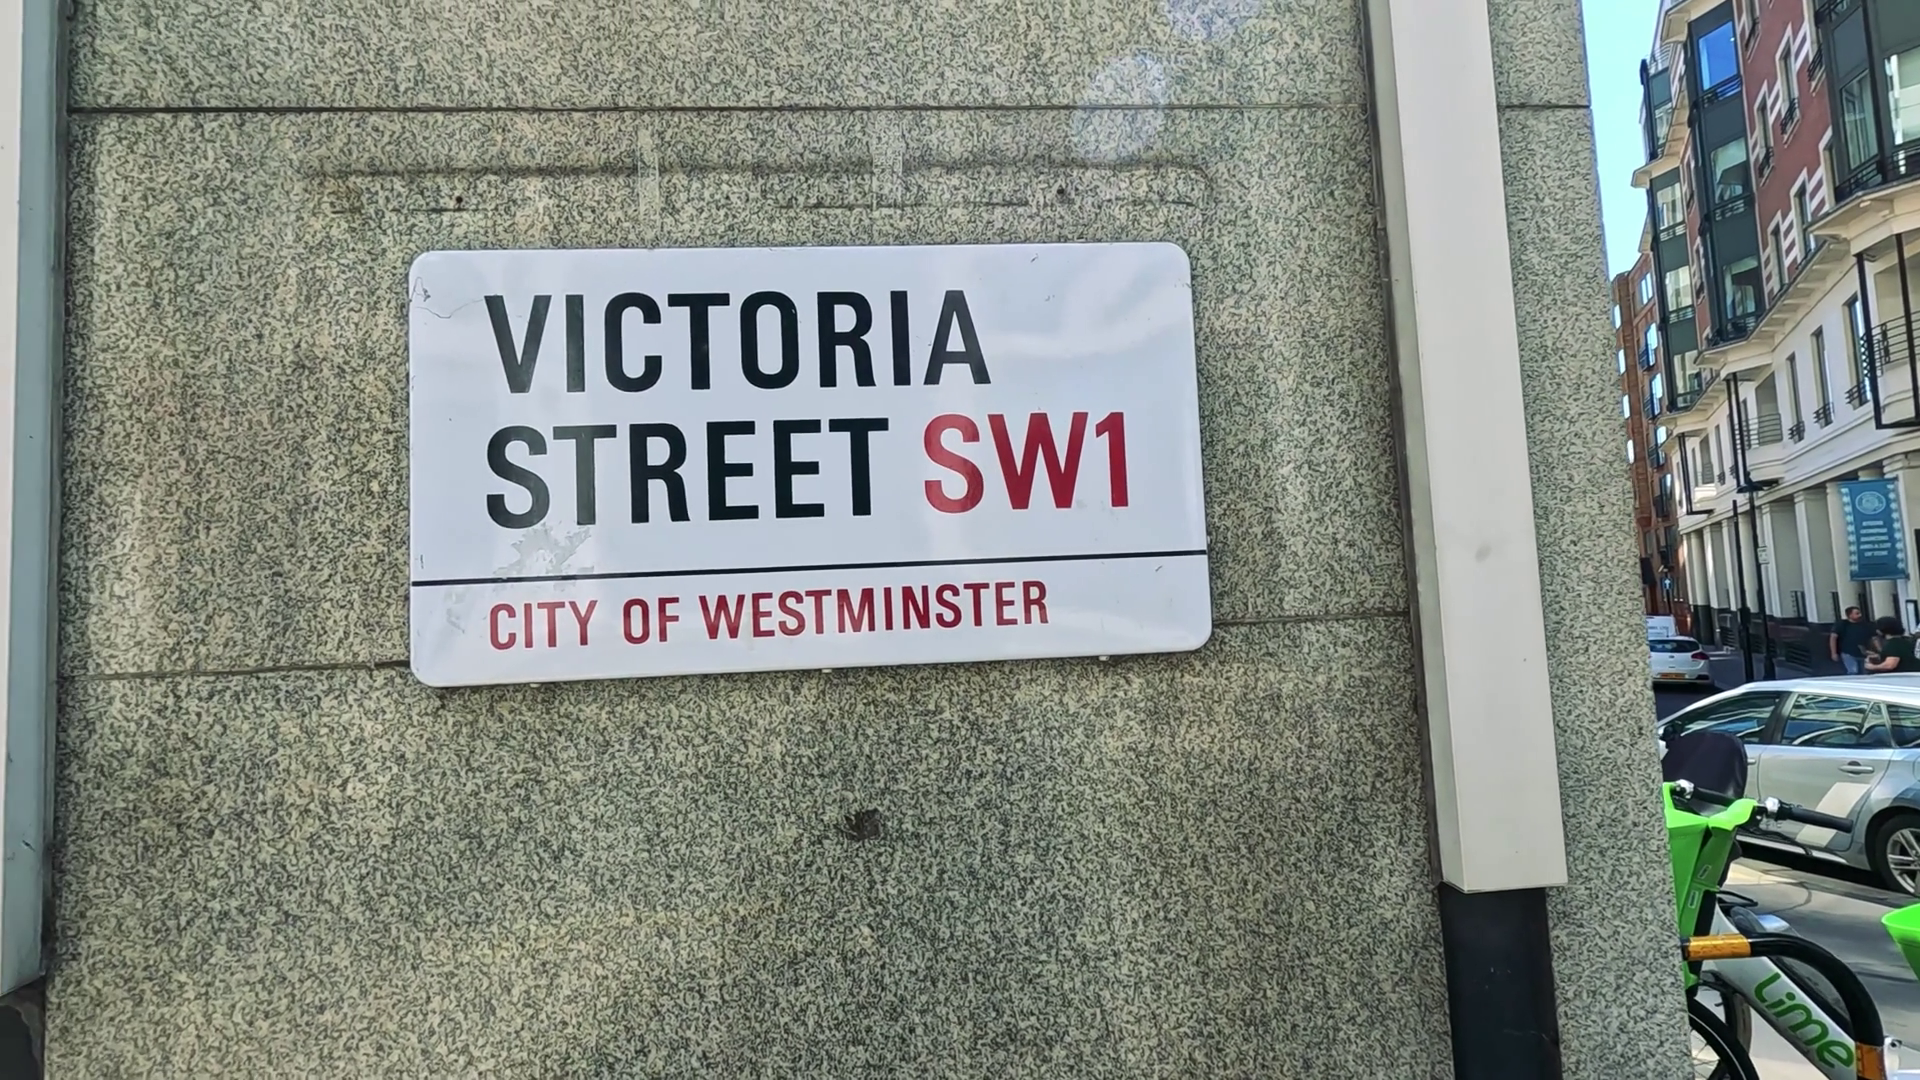 VICTORIA
STREET SW1
CITY OF WESTMINSTER
Lime